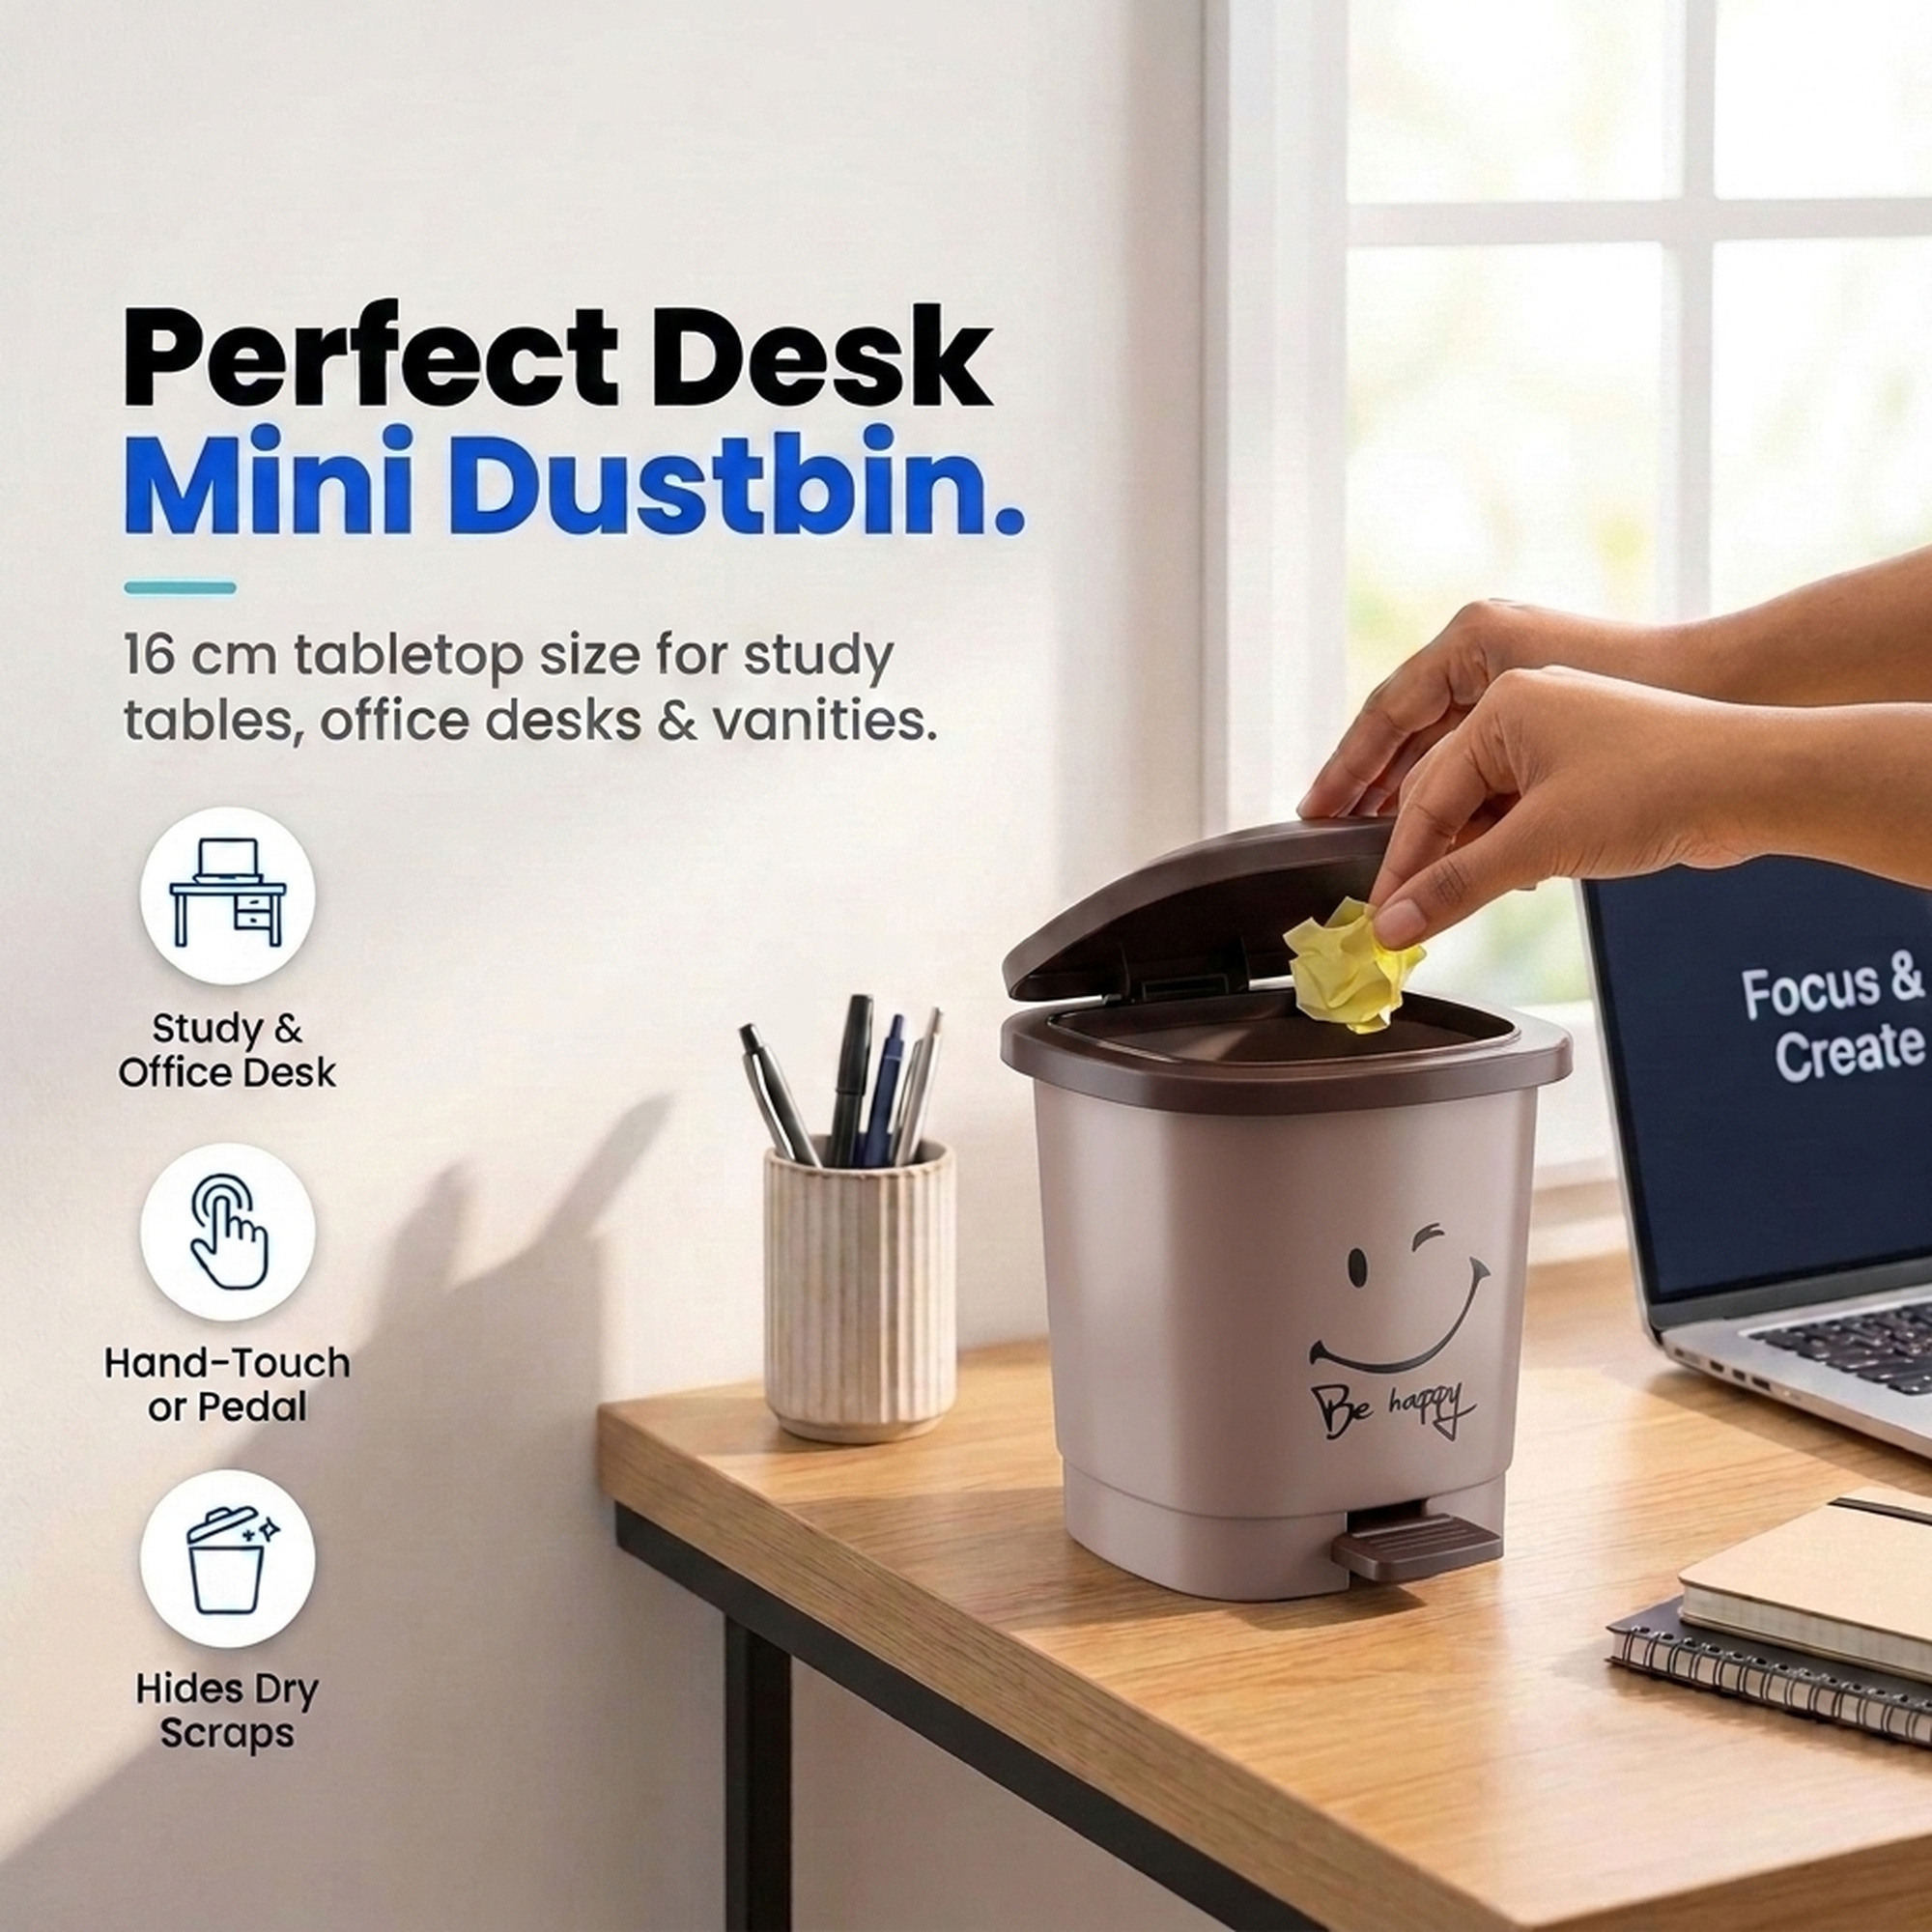 Perfect Desk
Mini Dustbin.
16 cm tabletop size for study
tables, office desks & vanities.
Study &
Office Desk
Hand-Touch
or Pedal
Hides Dry
Scraps
Focus &
Create
Be happy